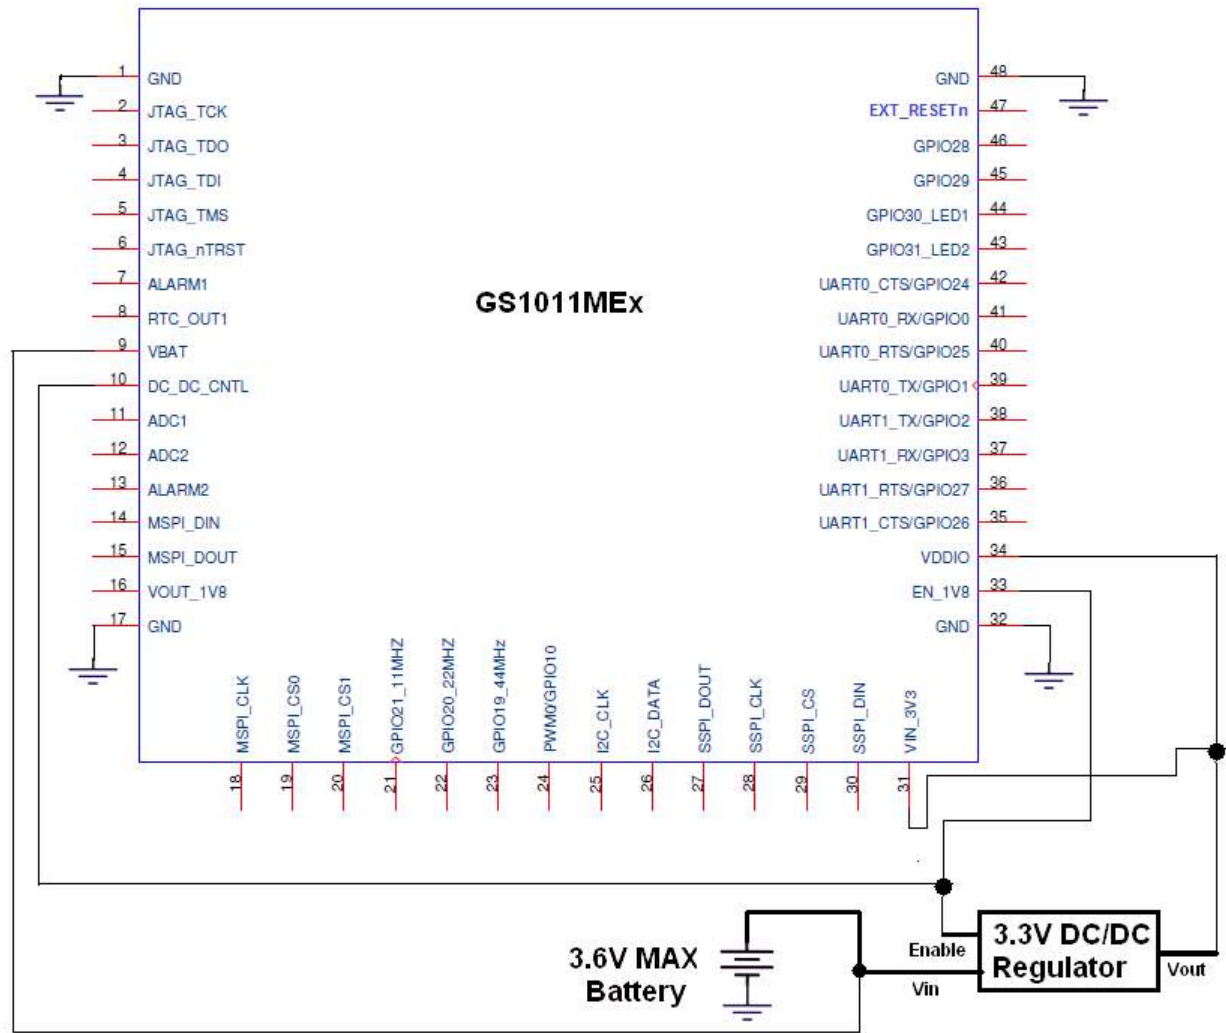 1 GND
2 JTAG_TCK
3 JTAG_TDO
4 JTAG_TDI
5 JTAG_TMS
6 JTAG_nTRST
7 ALARM1
8 RTC_OUT1
9 VBAT
10 DC_DC_CNTL
11 ADC1
12 ADC2
13 ALARM2
14 MSPI_DIN
15 MSPI_DOUT
16 VOUT_1V8
17 GND
GS1011MEx
GND 48
EXT_RESETn 47
GPIO28 46
GPIO29 45
GPIO30_LED1 44
GPIO31_LED2 43
UART0_CTS/GPIO24 42
UART0_RX/GPIO0 41
UART0_RTS/GPIO25 40
UART0_TX/GPIO1 39
UART1_TX/GPIO2 38
UART1_RX/GPIO3 37
UART1_RTS/GPIO27 36
UART1_CTS/GPIO26 35
VDDIO 34
EN_1V8 33
GND 32
MSPI_CLK 18
MSPI_CS0 19
MSPI_CS1 20
GPIO21_11MHZ 21
GPIO20_22MHZ 22
GPIO19_44MHz 23
PWM0/GPIO10 24
I2C_CLK 25
I2C_DATA 26
SSPI_DOUT 27
SSPI_CLK 28
SSPI_CS 29
SSPI_DIN 30
VIN_3V3 31
3.6V MAX
Battery
Enable
Vin
3.3V DC/DC
Regulator
Vout